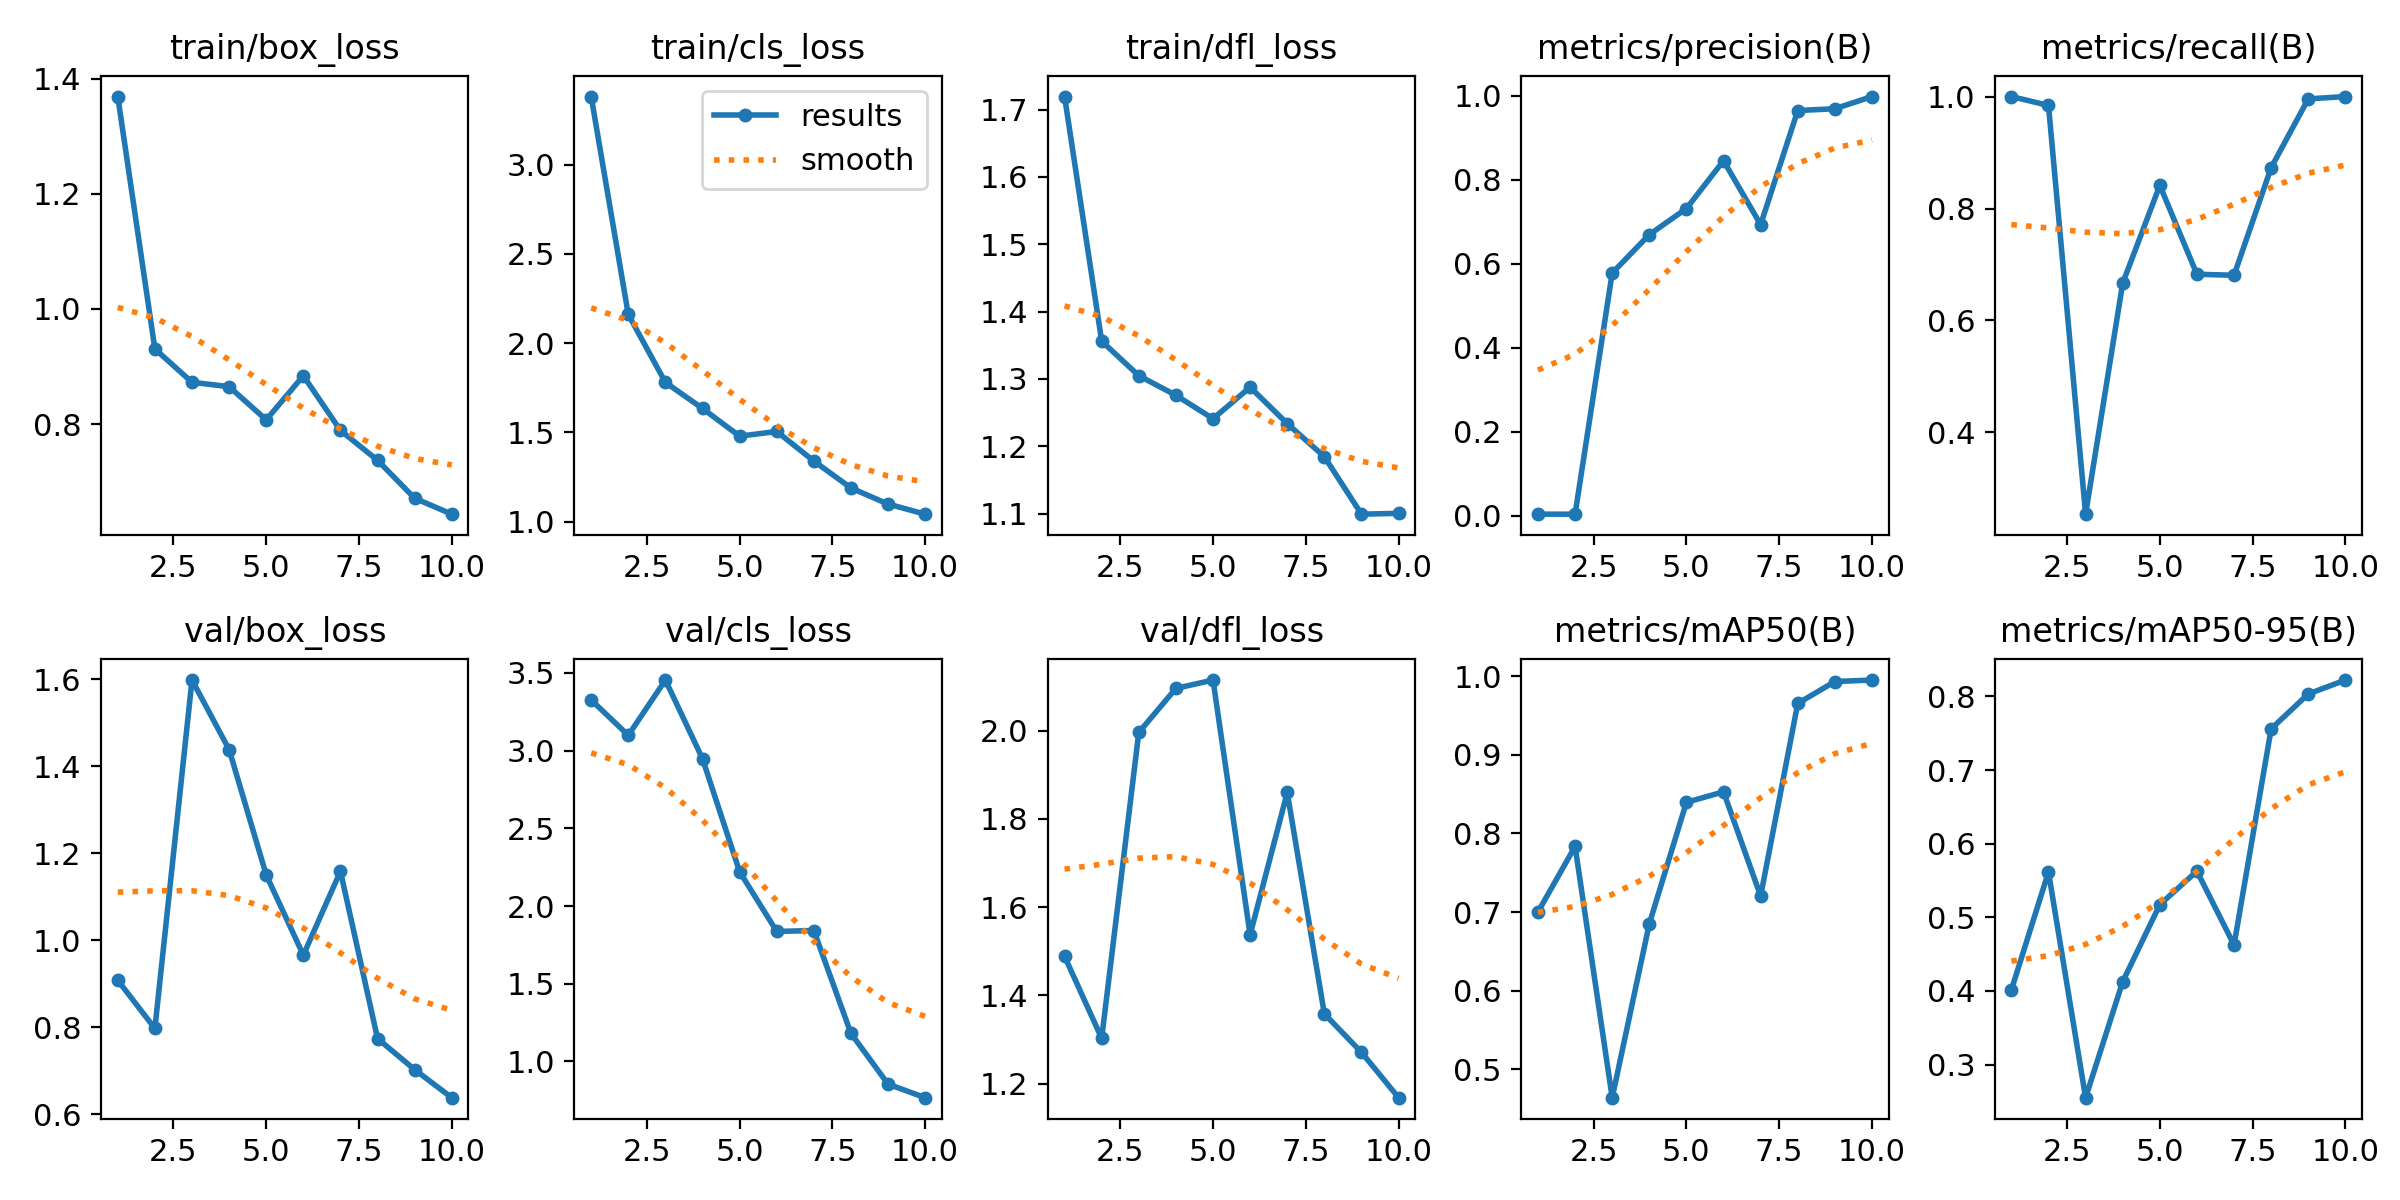 train/box_loss
train/cls_loss
train/dfl_loss
metrics/precision(B)
metrics/recall(B)
1.4
1.2
1.0
0.8
2.5 5.0 7.5 10.0
results
smooth
3.0
2.5
2.0
1.5
1.0
2.5 5.0 7.5 10.0
1.7
1.6
1.5
1.4
1.3
1.2
1.1
2.5 5.0 7.5 10.0
1.0
0.8
0.6
0.4
0.2
0.0
2.5 5.0 7.5 10.0
1.0
0.8
0.6
0.4
2.5 5.0 7.5 10.0
val/box_loss
val/cls_loss
val/dfl_loss
metrics/mAP50(B)
metrics/mAP50-95(B)
1.6
1.4
1.2
1.0
0.8
0.6
2.5 5.0 7.5 10.0
3.5
3.0
2.5
2.0
1.5
1.0
2.5 5.0 7.5 10.0
2.0
1.8
1.6
1.4
1.2
2.5 5.0 7.5 10.0
1.0
0.9
0.8
0.7
0.6
0.5
2.5 5.0 7.5 10.0
0.8
0.7
0.6
0.5
0.4
0.3
2.5 5.0 7.5 10.0